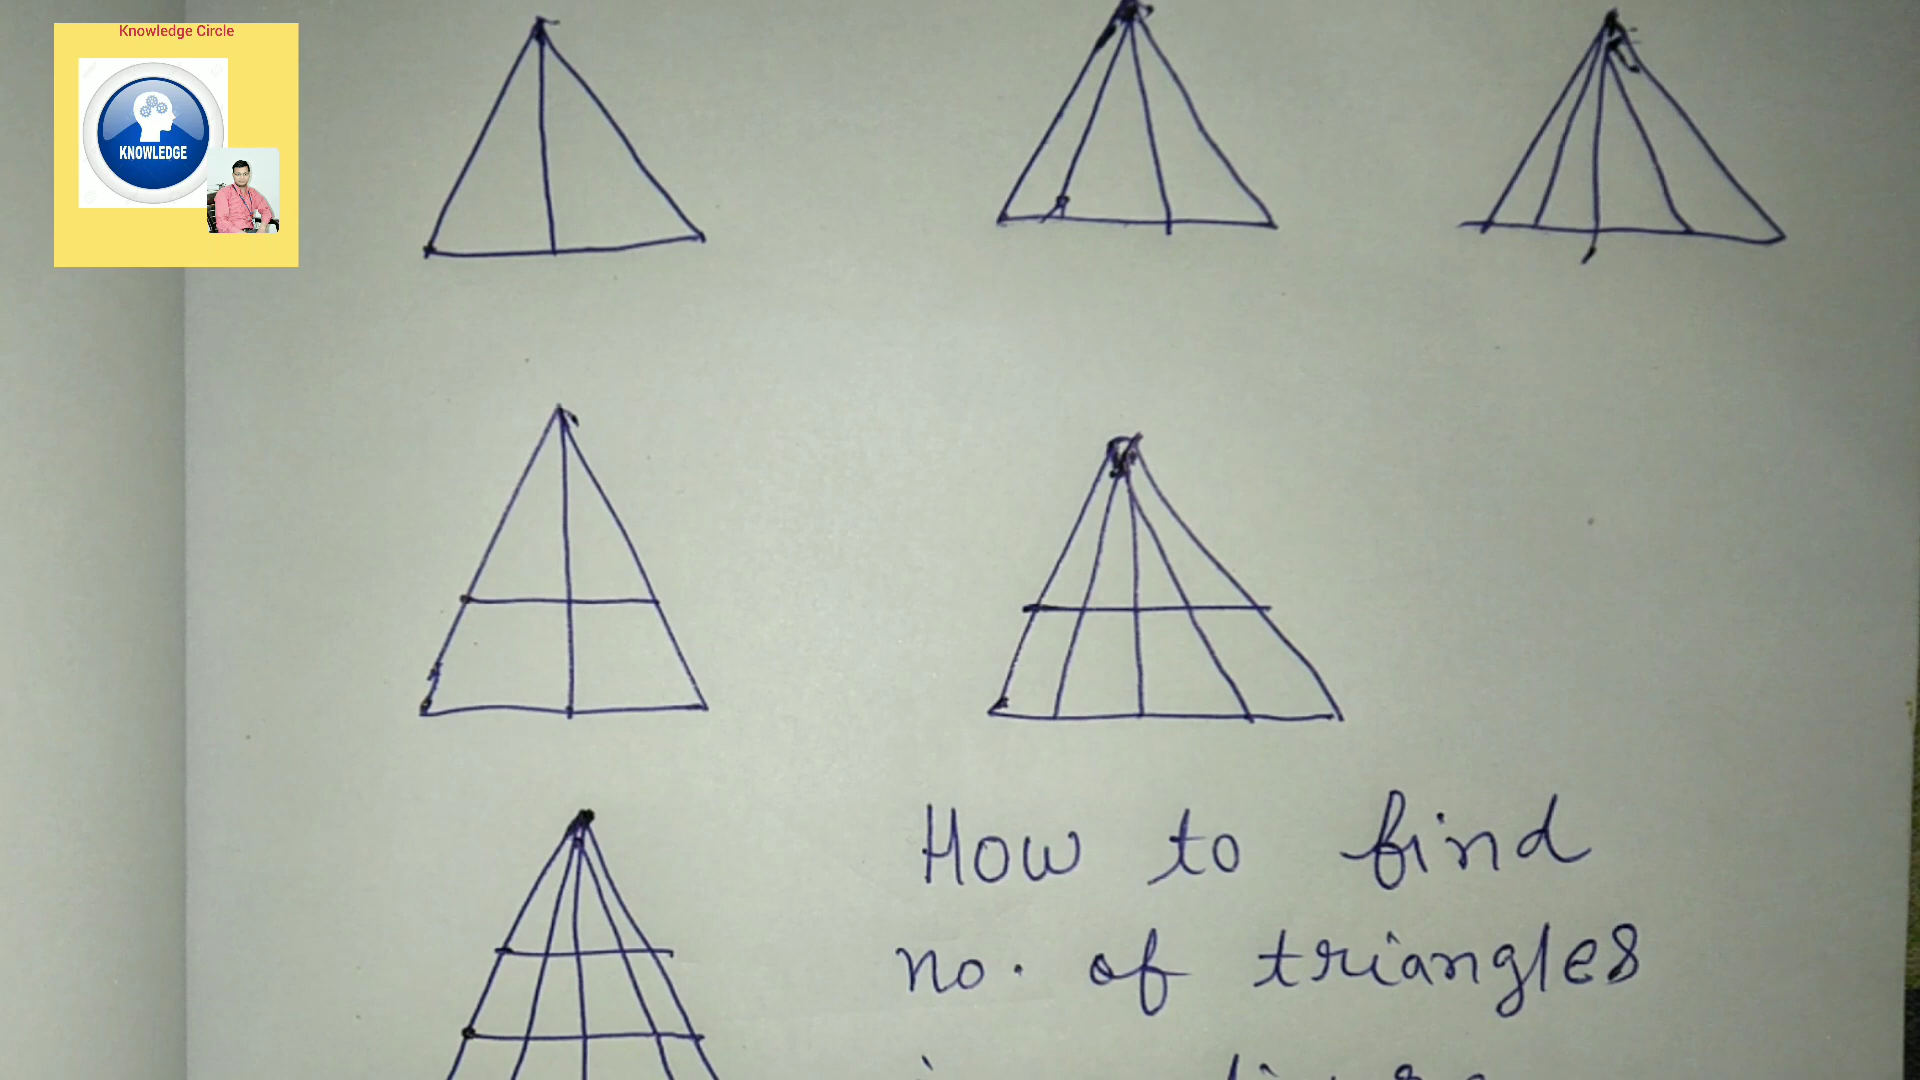 Knowledge Circle
KNOWLEDGE
How to find
no. of triangles